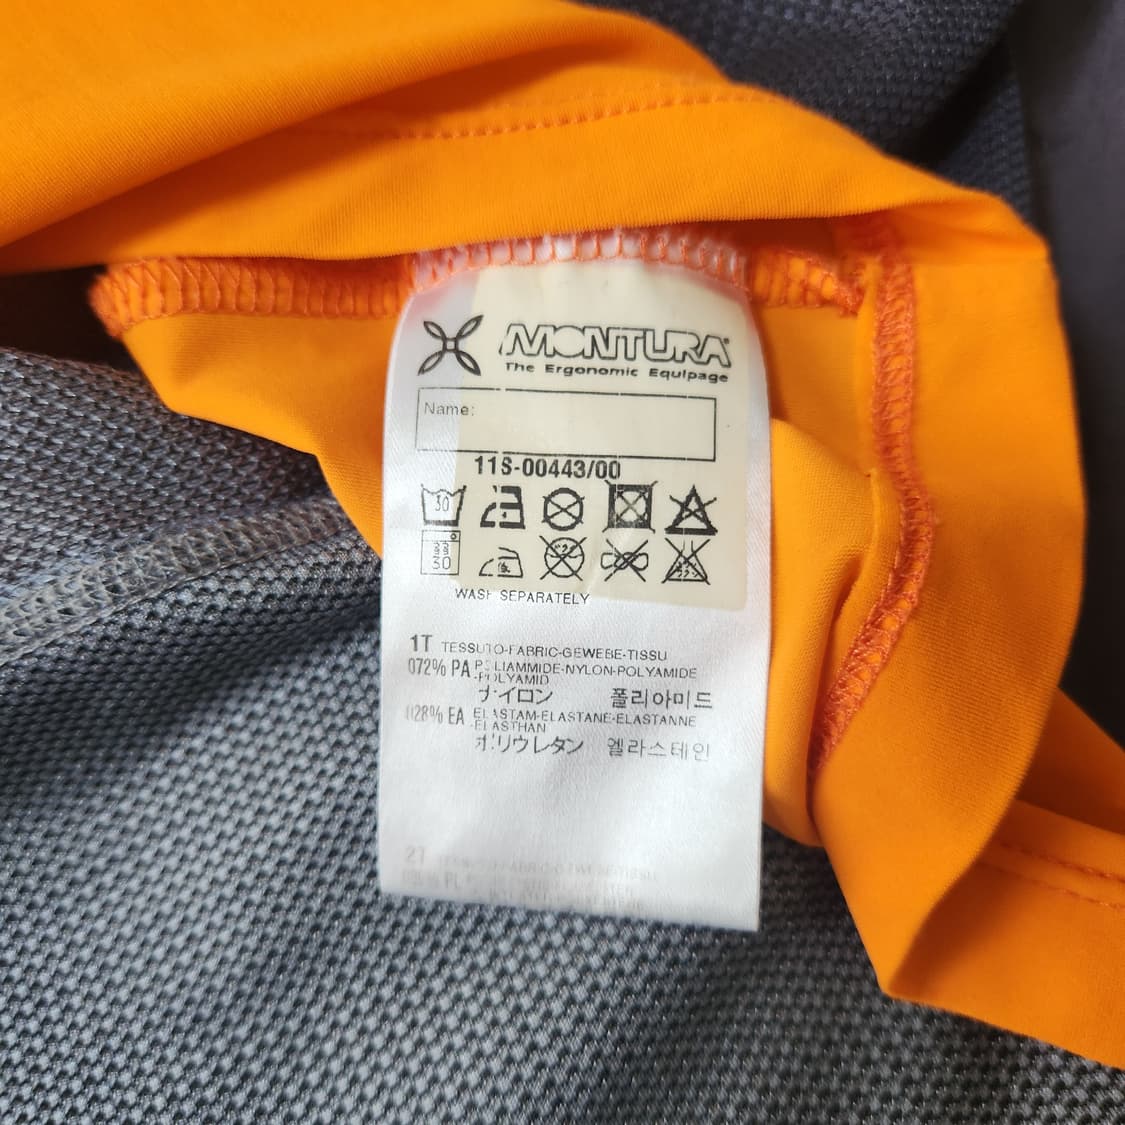 MONTURA
The Ergonomic Equipage
Name:
11S-00443/00
30
30
WASH SEPARATELY
1T TESSUTO-FABRIC-GEWEBE-TISSU
072% PA POLIAMMIDE-NYLON-POLYAMIDE
-POLYAMID
ナイロン 폴리아미드
028% EA ELASTAM-ELASTANE-ELASTANNE
-ELASTHAN
ポリウレタン 엘라스테인
2T
PL